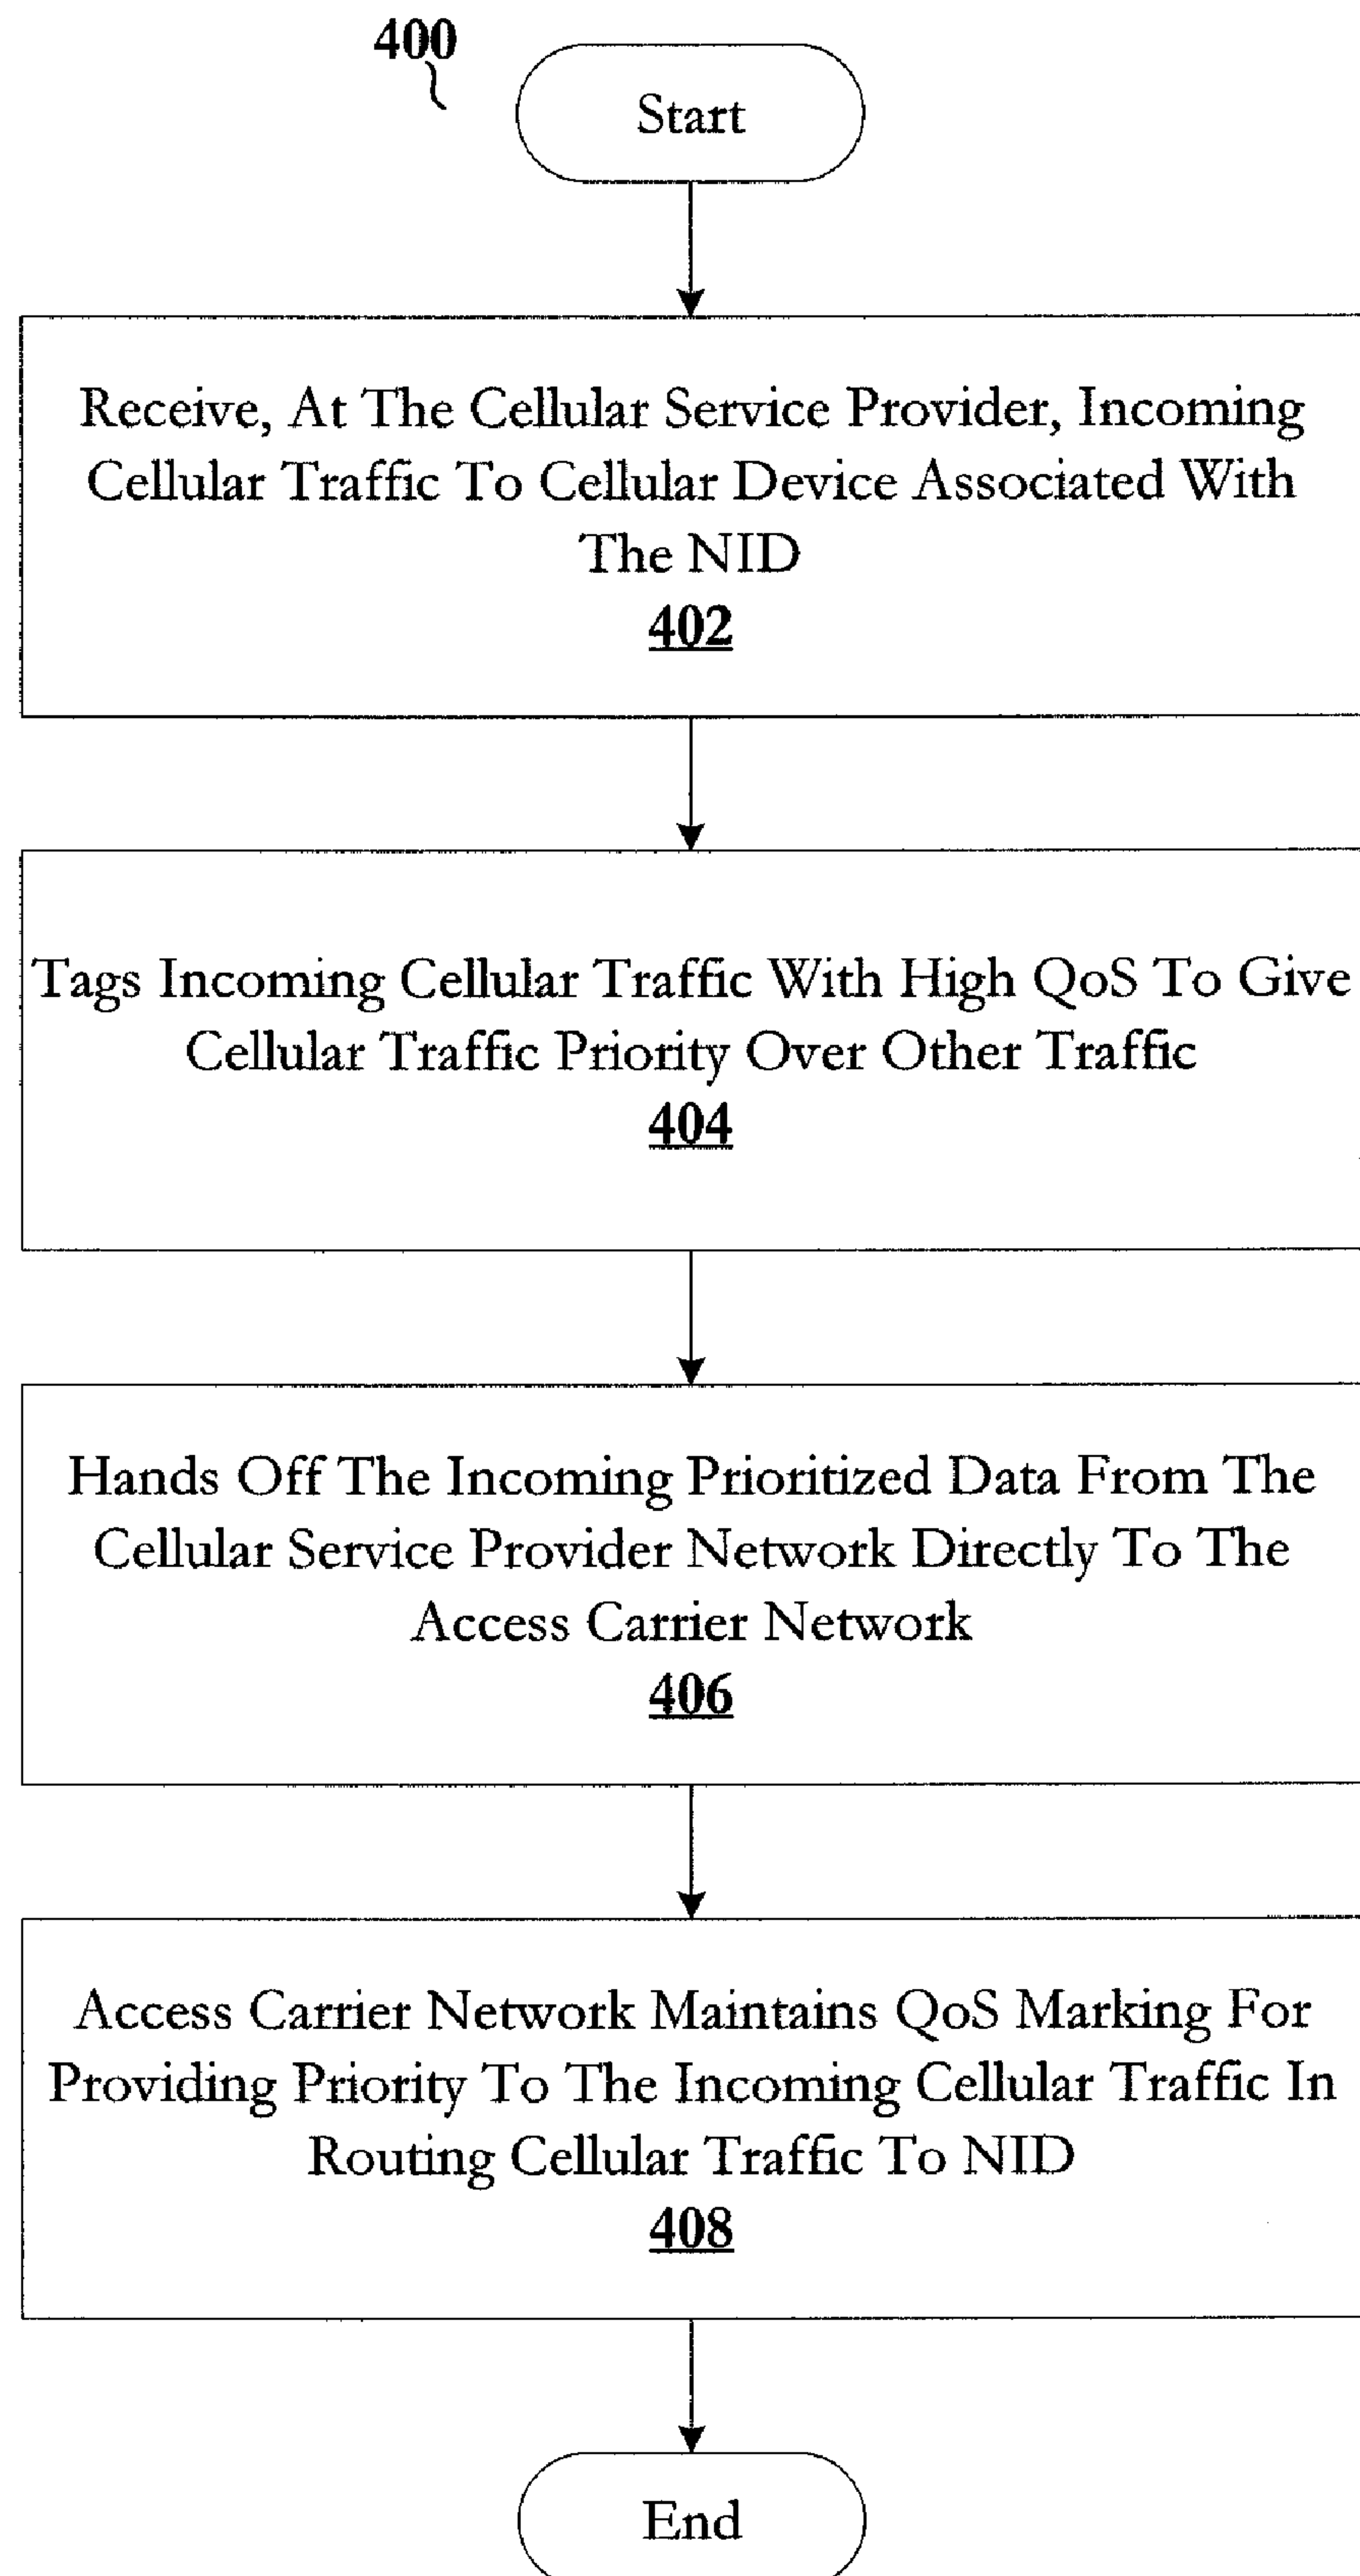 400
Start
Receive, At The Cellular Service Provider, Incoming
Cellular Traffic To Cellular Device Associated With
The NID
402
Tags Incoming Cellular Traffic With High QoS To Give
Cellular Traffic Priority Over Other Traffic
404
Hands Off The Incoming Prioritized Data From The
Cellular Service Provider Network Directly To The
Access Carrier Network
406
Access Carrier Network Maintains QoS Marking For
Providing Priority To The Incoming Cellular Traffic In
Routing Cellular Traffic To NID
408
End